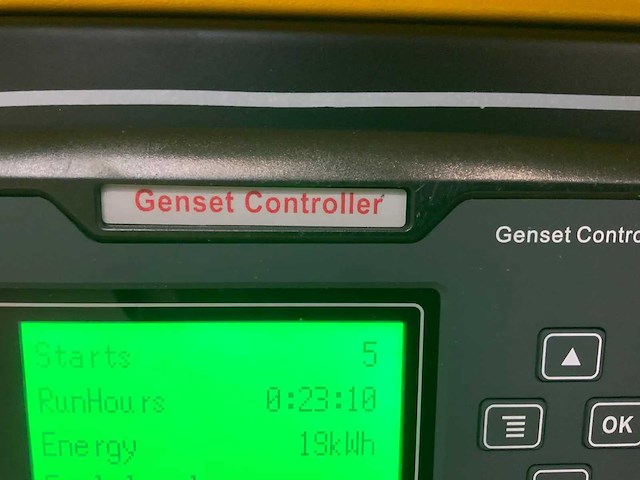 Genset Controller
Genset Contro
Starts 5
RunHours 0:23:10
Energy 19kWh
OK